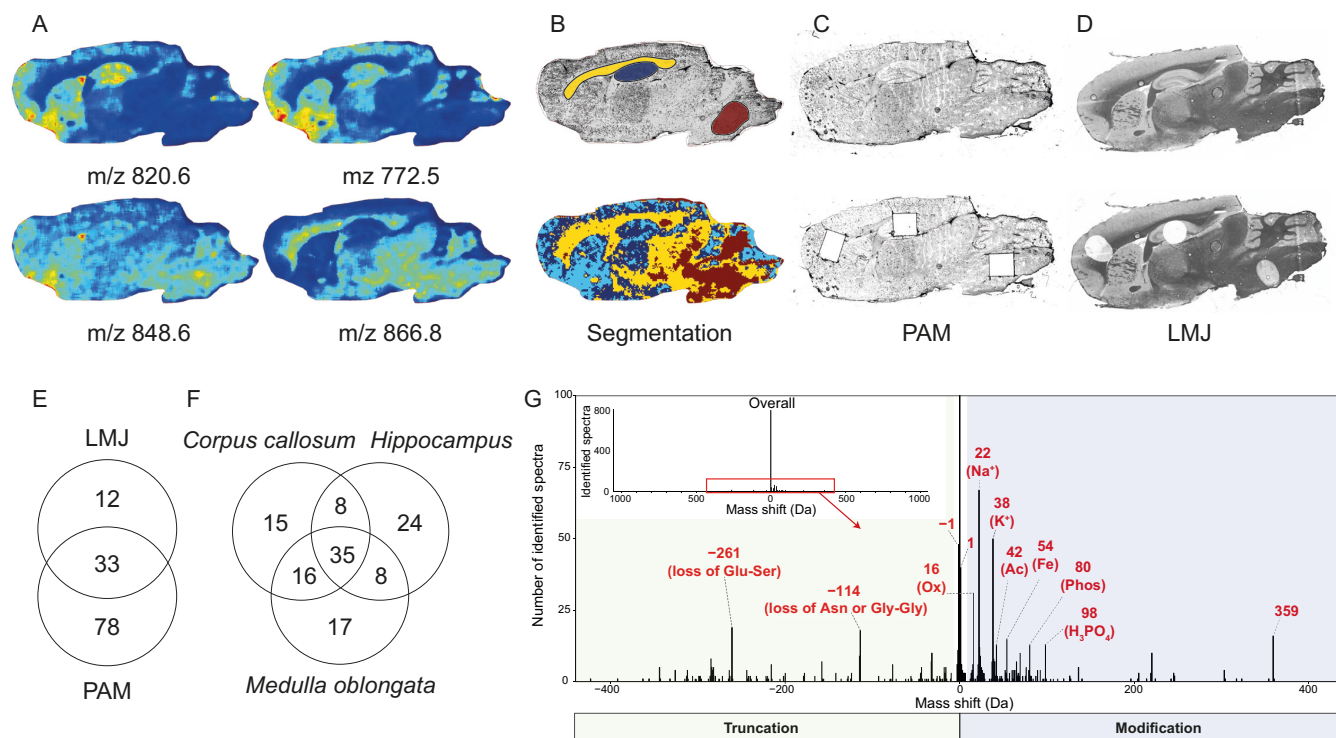 A
B
C
D
m/z 820.6
mz 772.5
m/z 848.6
m/z 866.8
Segmentation
PAM
LMJ
E
LMJ
12
33
78
PAM
F
Corpus callosum
Hippocampus
8
15
24
35
16
8
17
Medulla oblongata
G
Number of identified spectra
100
75
50
25
0
Overall
Identified spectra
800
400
0
1000
500
0
500
1000
Mass shift (Da)
22
(Na⁺)
38
(K⁺)
−1
1
42
(Ac)
54
(Fe)
80
(Phos)
98
(H₃PO₄)
359
16
(Ox)
−261
(loss of Glu-Ser)
−114
(loss of Asn or Gly-Gly)
−400
−200
0
200
400
Mass shift (Da)
Truncation
Modification